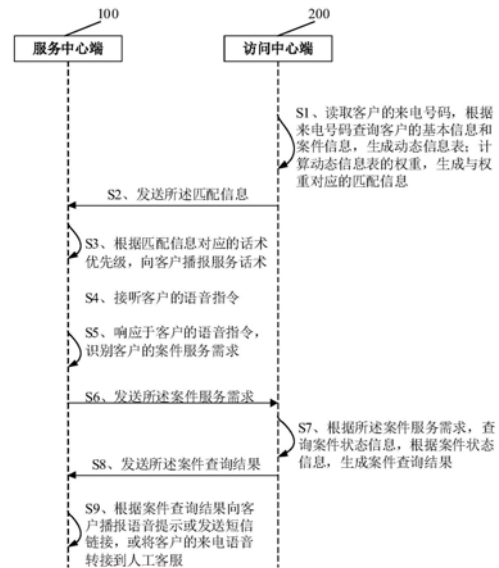 100
200
服务中心端
访问中心端
S1、读取客户的来电号码，根据
来电号码查询客户的基本信息和
案件信息，生成动态信息表；计
算动态信息表的权重，生成与权
重对应的匹配信息
S2、发送所述匹配信息
S3、根据匹配信息对应的话术
优先级，向客户播报服务话术
S4、接听客户的语音指令
S5、响应于客户的语音指令，
识别客户的案件服务需求
S6、发送所述案件服务需求
S7、根据所述案件服务需求，查
询案件状态信息，根据案件状态
信息，生成案件查询结果
S8、发送所述案件查询结果
S9、根据案件查询结果向客
户播报语音提示或发送短信
链接，或将客户的来电语音
转接到人工客服